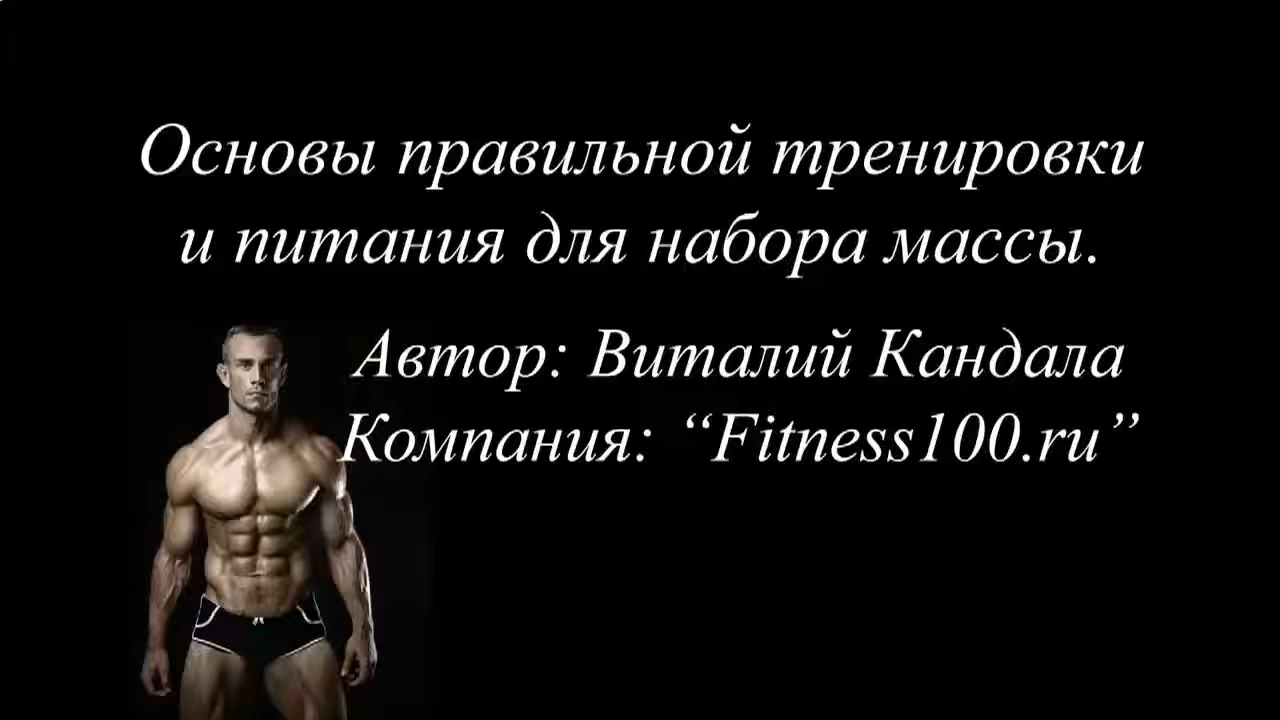 Основы правильной тренировки
и питания для набора массы.
Автор: Виталий Кандала
Компания: “Fitness100.ru”